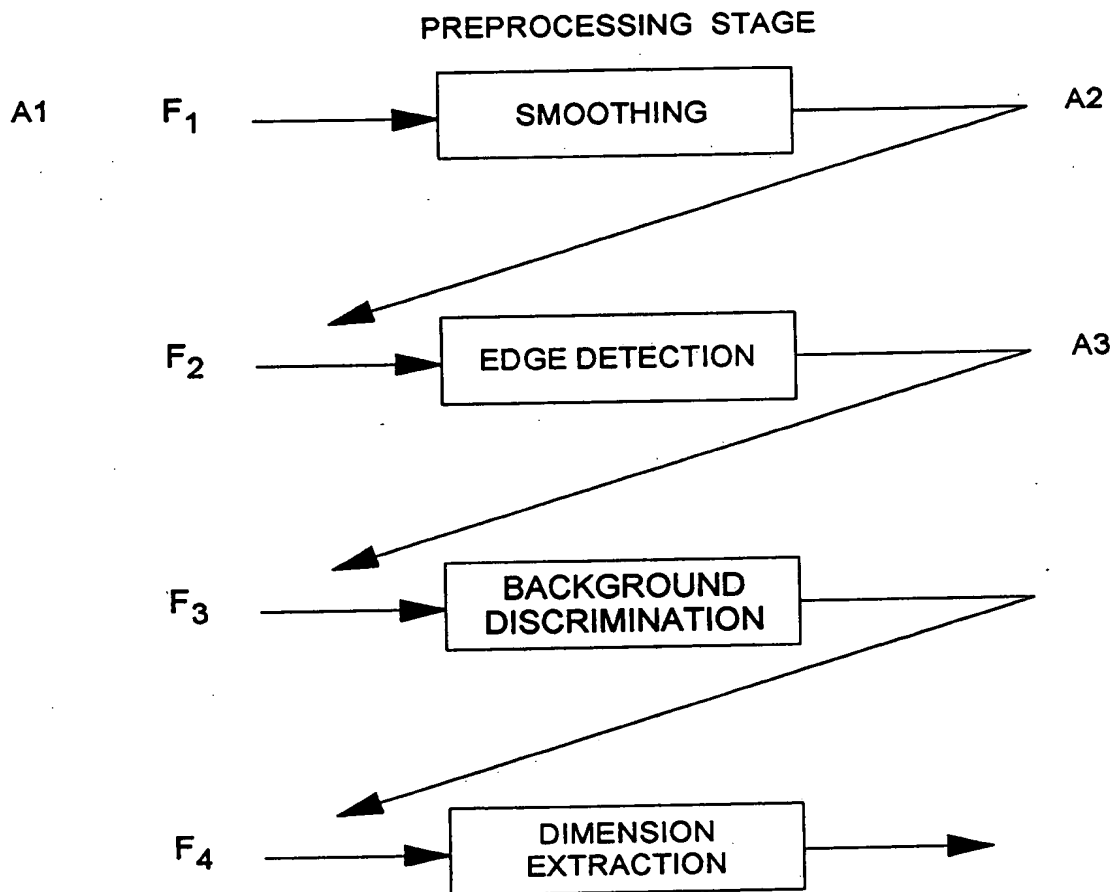 PREPROCESSING STAGE
A1 F1 SMOOTHING A2
F2 EDGE DETECTION A3
F3 BACKGROUND
DISCRIMINATION
F4 DIMENSION
EXTRACTION